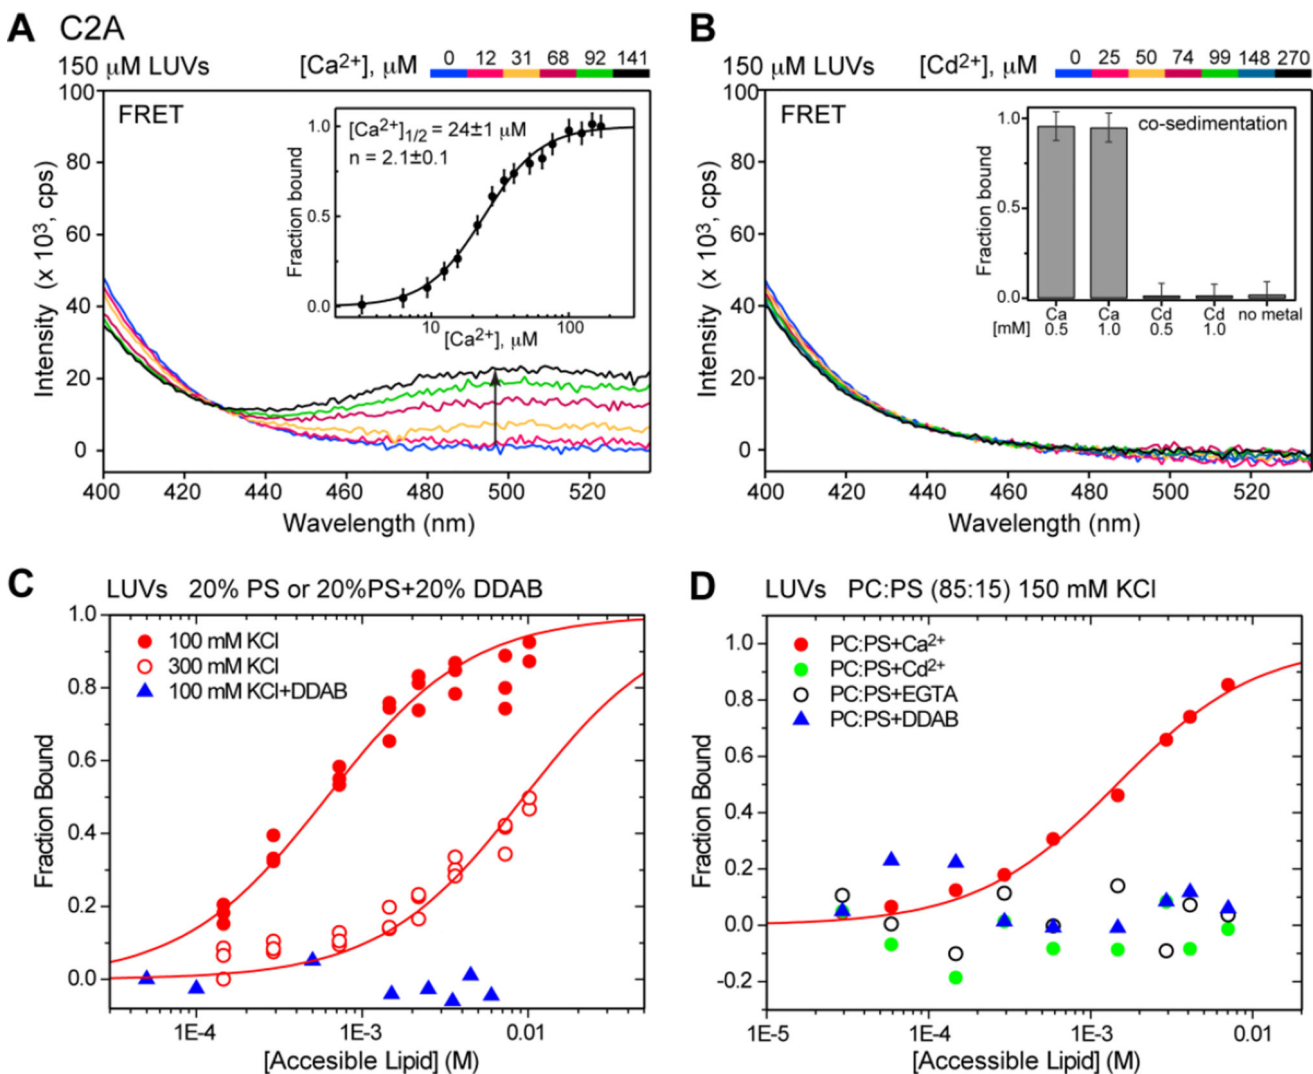 A C2A
150 μM LUVs [Ca2+], μM 0 12 31 68 92 141
FRET
[Ca2+]1/2 = 24±1 μM
n = 2.1±0.1
Fraction bound
1.0
0.5
0.0
10 100
[Ca2+], μM
Intensity (x 103, cps)
100
80
60
40
20
0
400 420 440 460 480 500 520
Wavelength (nm)
B
150 μM LUVs [Cd2+], μM 0 25 50 74 99 148 270
FRET
co-sedimentation
Fraction bound
1.0
0.5
0.0
Ca Ca Cd Cd no metal
[mM] 0.5 1.0 0.5 1.0
Intensity (x 103, cps)
100
80
60
40
20
0
400 420 440 460 480 500 520
Wavelength (nm)
C LUVs 20% PS or 20%PS+20% DDAB
100 mM KCl
300 mM KCl
100 mM KCl+DDAB
Fraction Bound
1.0
0.8
0.6
0.4
0.2
0.0
1E-4 1E-3 0.01
[Accesible Lipid] (M)
D LUVs PC:PS (85:15) 150 mM KCl
PC:PS+Ca2+
PC:PS+Cd2+
PC:PS+EGTA
PC:PS+DDAB
Fraction Bound
1.0
0.8
0.6
0.4
0.2
0.0
-0.2
1E-5 1E-4 1E-3 0.01
[Accessible Lipid] (M)